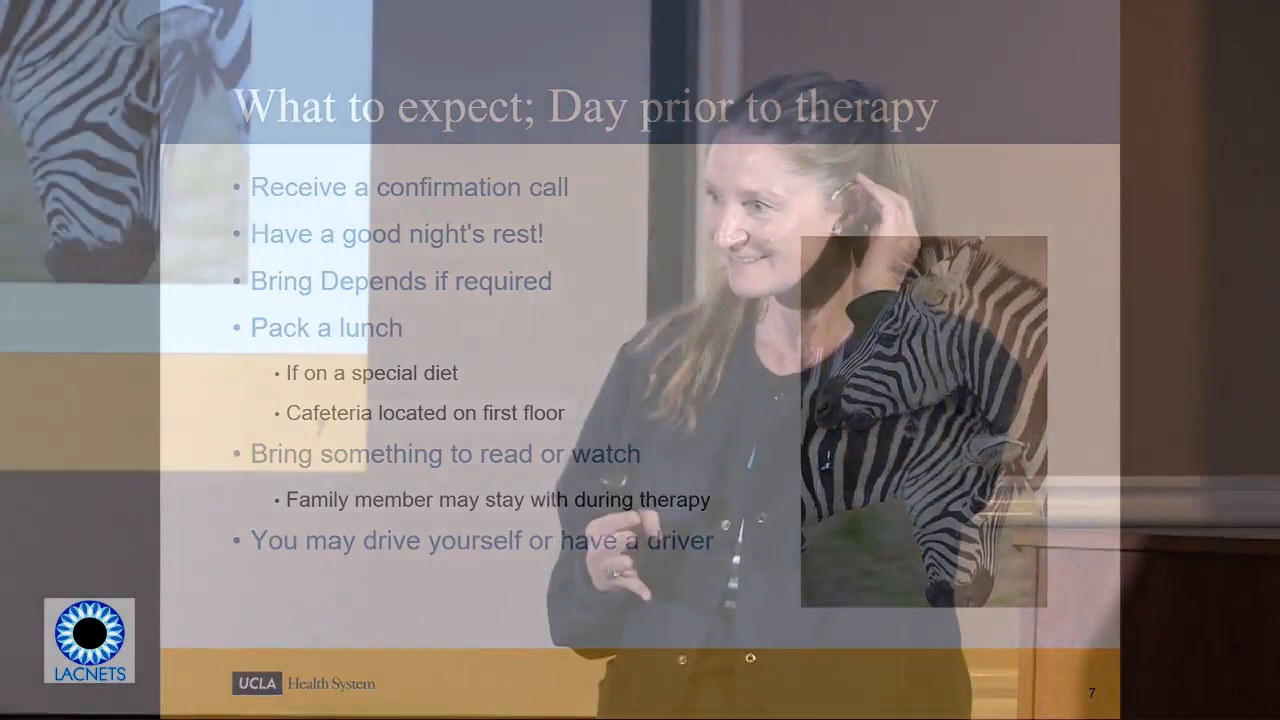 What to expect; Day prior to therapy
• Receive a confirmation call
• Have a good night's rest!
• Bring Depends if required
• Pack a lunch
• If on a special diet
• Cafeteria located on first floor
• Bring something to read or watch
• Family member may stay with during therapy
• You may drive yourself or have a driver
LACNETS
UCLA Health System
7